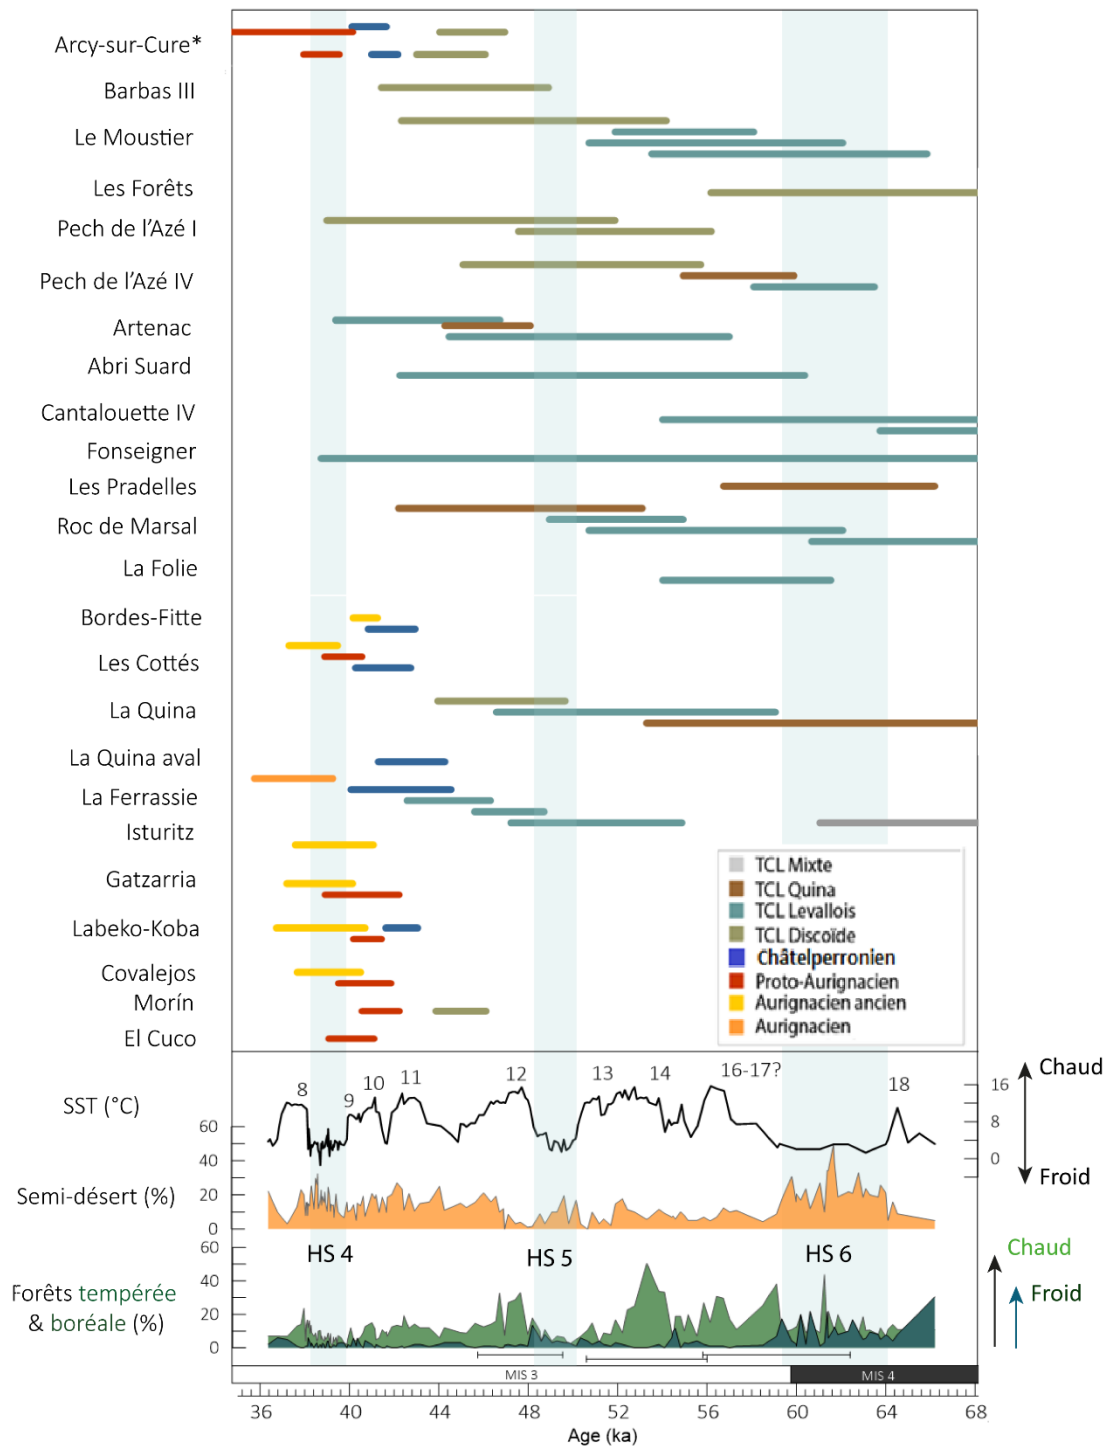 Arcy-sur-Cure*
Barbas III
Le Moustier
Les Forêts
Pech de l'Azé I
Pech de l'Azé IV
Artenac
Abri Suard
Cantalouette IV
Fonseigner
Les Pradelles
Roc de Marsal
La Folie
Bordes-Fitte
Les Cottés
La Quina
La Quina aval
La Ferrassie
Isturitz
Gatzarria
Labeko-Koba
Covalejos
Morín
El Cuco
TCL Mixte
TCL Quina
TCL Levallois
TCL Discoïde
Châtelperronien
Proto-Aurignacien
Aurignacien ancien
Aurignacien
SST (°C)
8 9 10 11 12 13 14 16-17? 18
16
12
8
4
0
Chaud
Froid
Semi-désert (%)
60
40
20
0
HS 4 HS 5 HS 6
Forêts tempérée
& boréale (%)
60
40
20
0
Chaud
Froid
MIS 3 MIS 4
36 40 44 48 52 56 60 64 68
Age (ka)